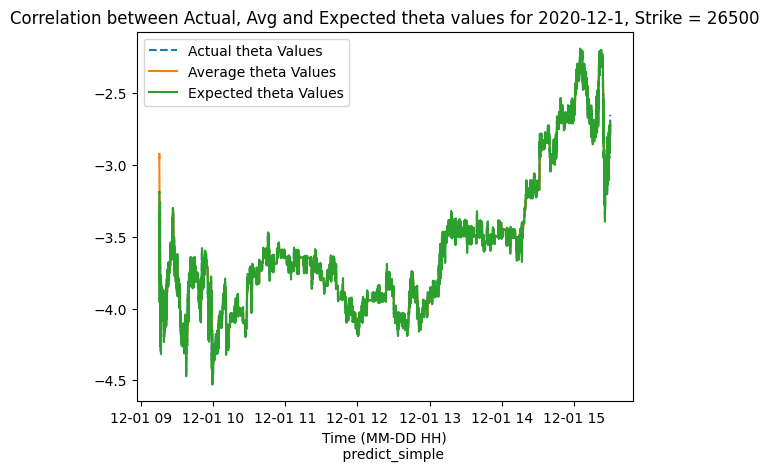 Correlation between Actual, Avg and Expected theta values for 2020-12-1, Strike = 26500
Actual theta Values
Average theta Values
Expected theta Values
−2.5
−3.0
−3.5
−4.0
−4.5
12-01 09 12-01 10 12-01 11 12-01 12 12-01 13 12-01 14 12-01 15
Time (MM-DD HH)
predict_simple